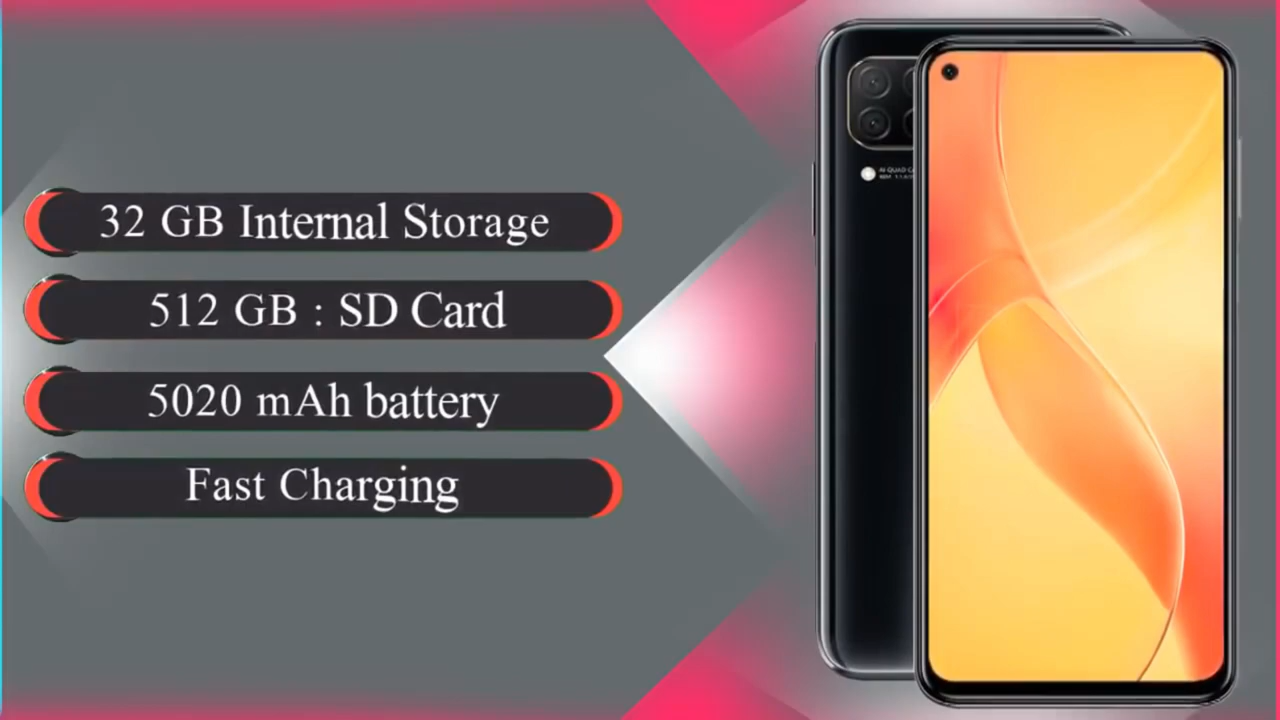 32 GB Internal Storage
512 GB : SD Card
5020 mAh battery
Fast Charging